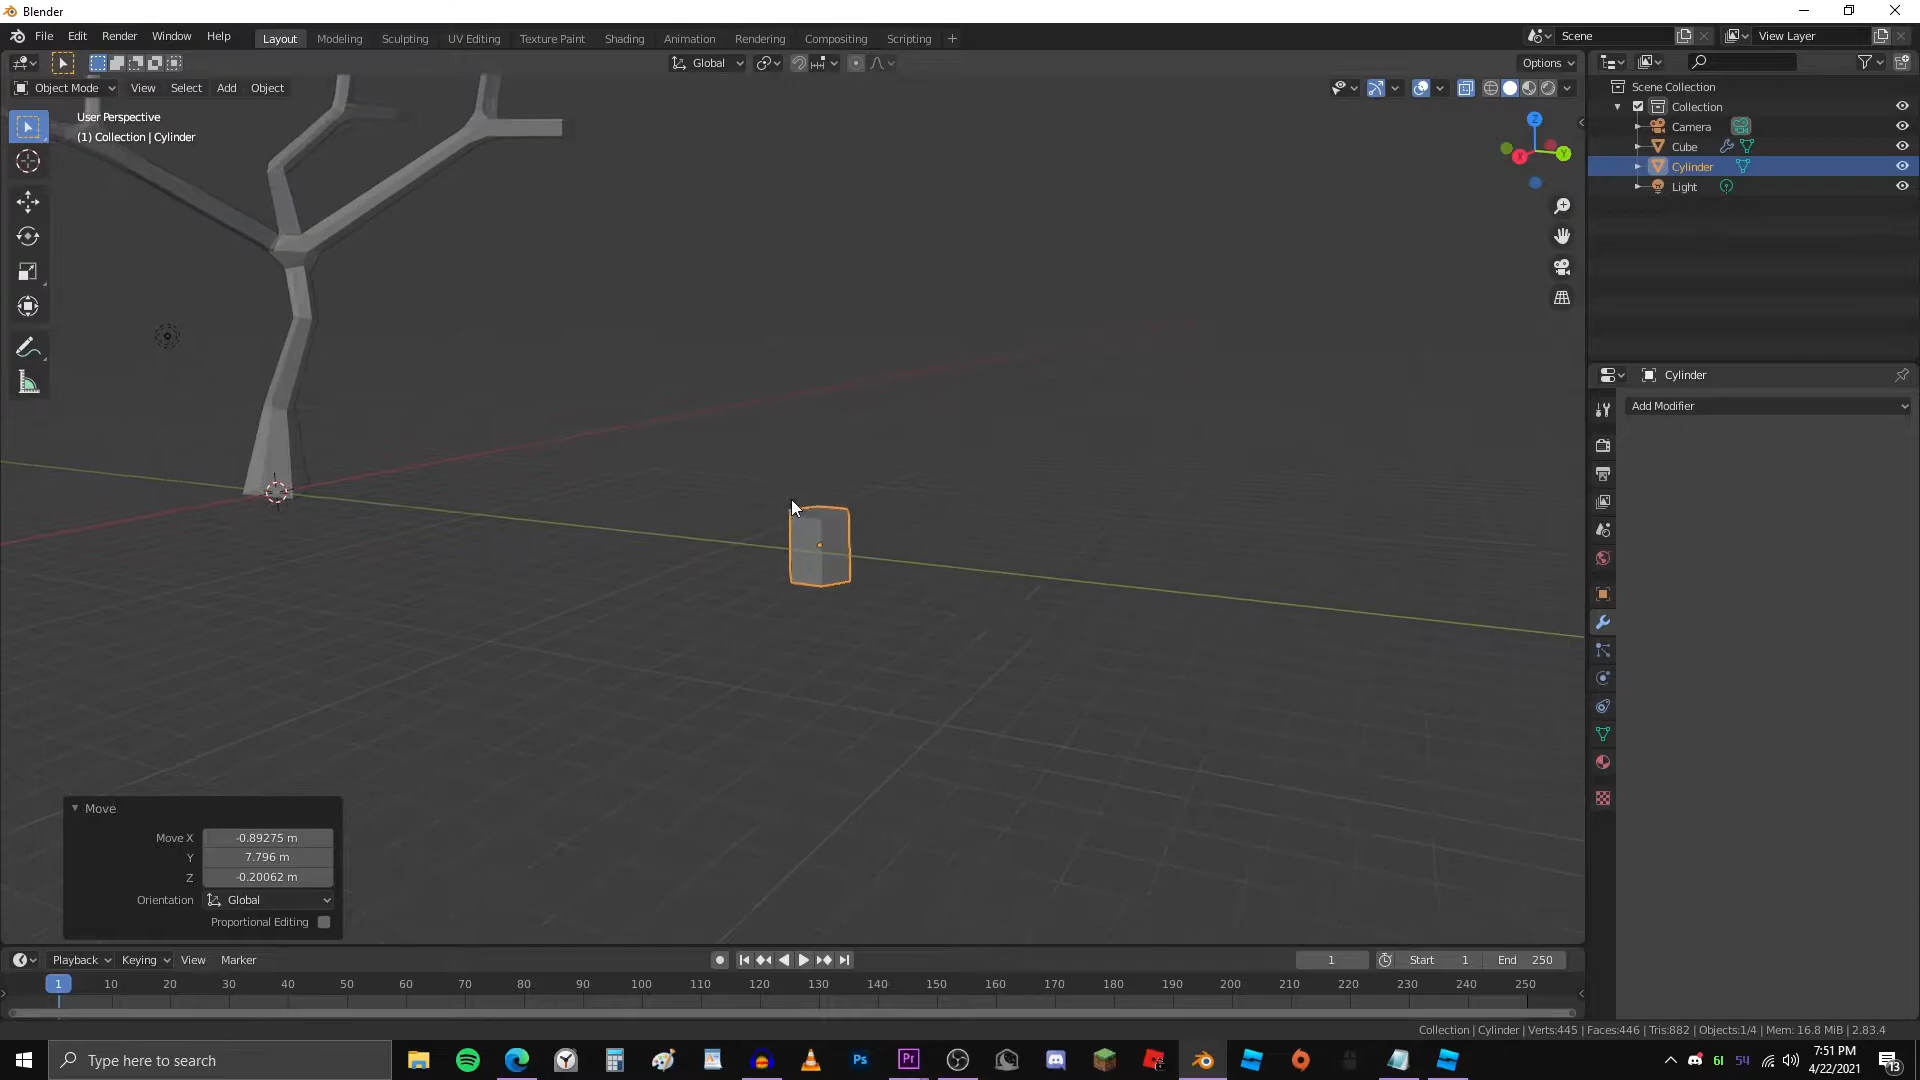 Blender
File Edit Render Window Help
Layout Modeling Sculpting UV Editing Texture Paint Shading Animation Rendering Compositing Scripting
Scene
View Layer
Global
Options
Object Mode View Select Add Object
User Perspective
(1) Collection | Cylinder
Z
Y
X
Scene Collection
Collection
Camera
Cube
Cylinder
Light
Cylinder
Add Modifier
Move
Move X -0.89275 m
Y 7.796 m
Z -0.20062 m
Orientation Global
Proportional Editing
Playback Keying View Marker
1 Start 1 End 250
1 10 20 30 40 50 60 70 80 90 100 110 120 130 140 150 160 170 180 190 200 210 220 230 240 250
Collection | Cylinder | Verts:445 | Faces:446 | Tris:882 | Objects:1/4 | Mem: 16.8 MiB | 2.83.4
Type here to search
Ps
Pr
61 54
7:51 PM
4/22/2021
13